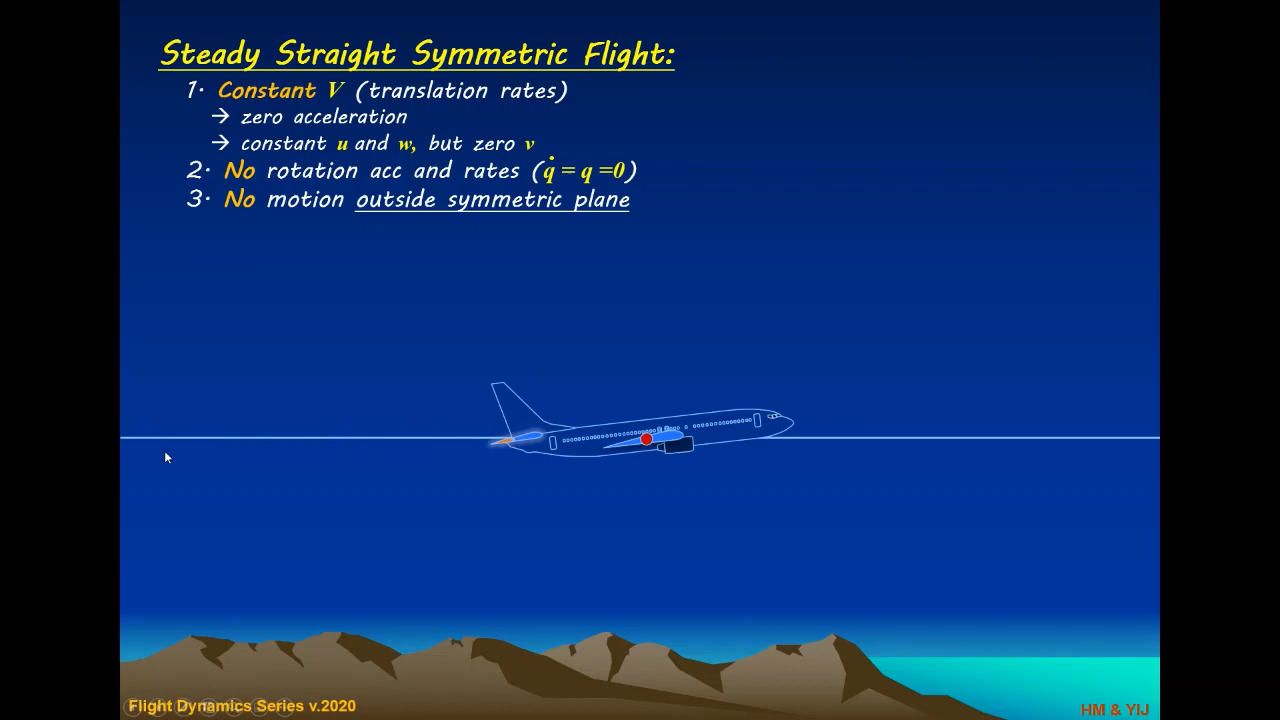 Steady Straight Symmetric Flight:
1. Constant V (translation rates)
→ zero acceleration
→ constant u and w, but zero v
2. No rotation acc and rates (q̇ = q =0)
3. No motion outside symmetric plane
Flight Dynamics Series v.2020
HM & YIJ